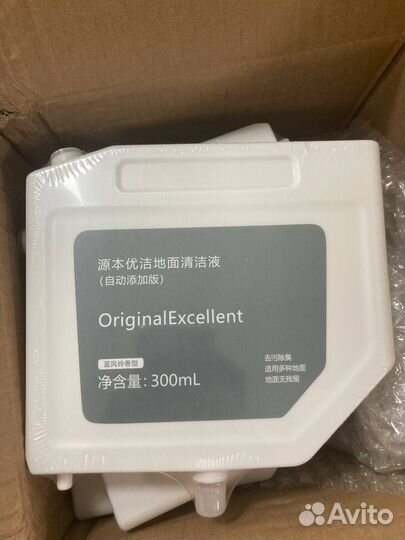 源本优洁地面清洁液
（自动添加版）
OriginalExcellent
蓝风铃香型
净含量: 300mL
去污除臭
适用多种地面
地面无残留
Avito